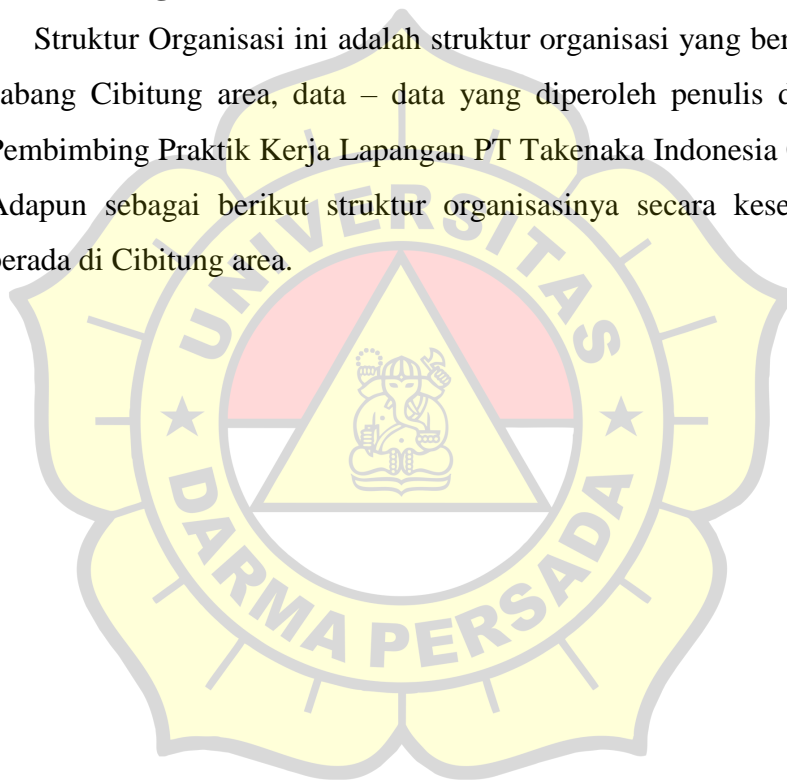 Struktur Organisasi ini adalah struktur organisasi yang ber
abang Cibitung area, data – data yang diperoleh penulis d
Pembimbing Praktik Kerja Lapangan PT Takenaka Indonesia
Adapun sebagai berikut struktur organisasinya secara kese
berada di Cibitung area.
UNIVERSITAS
DARMA PERSADA